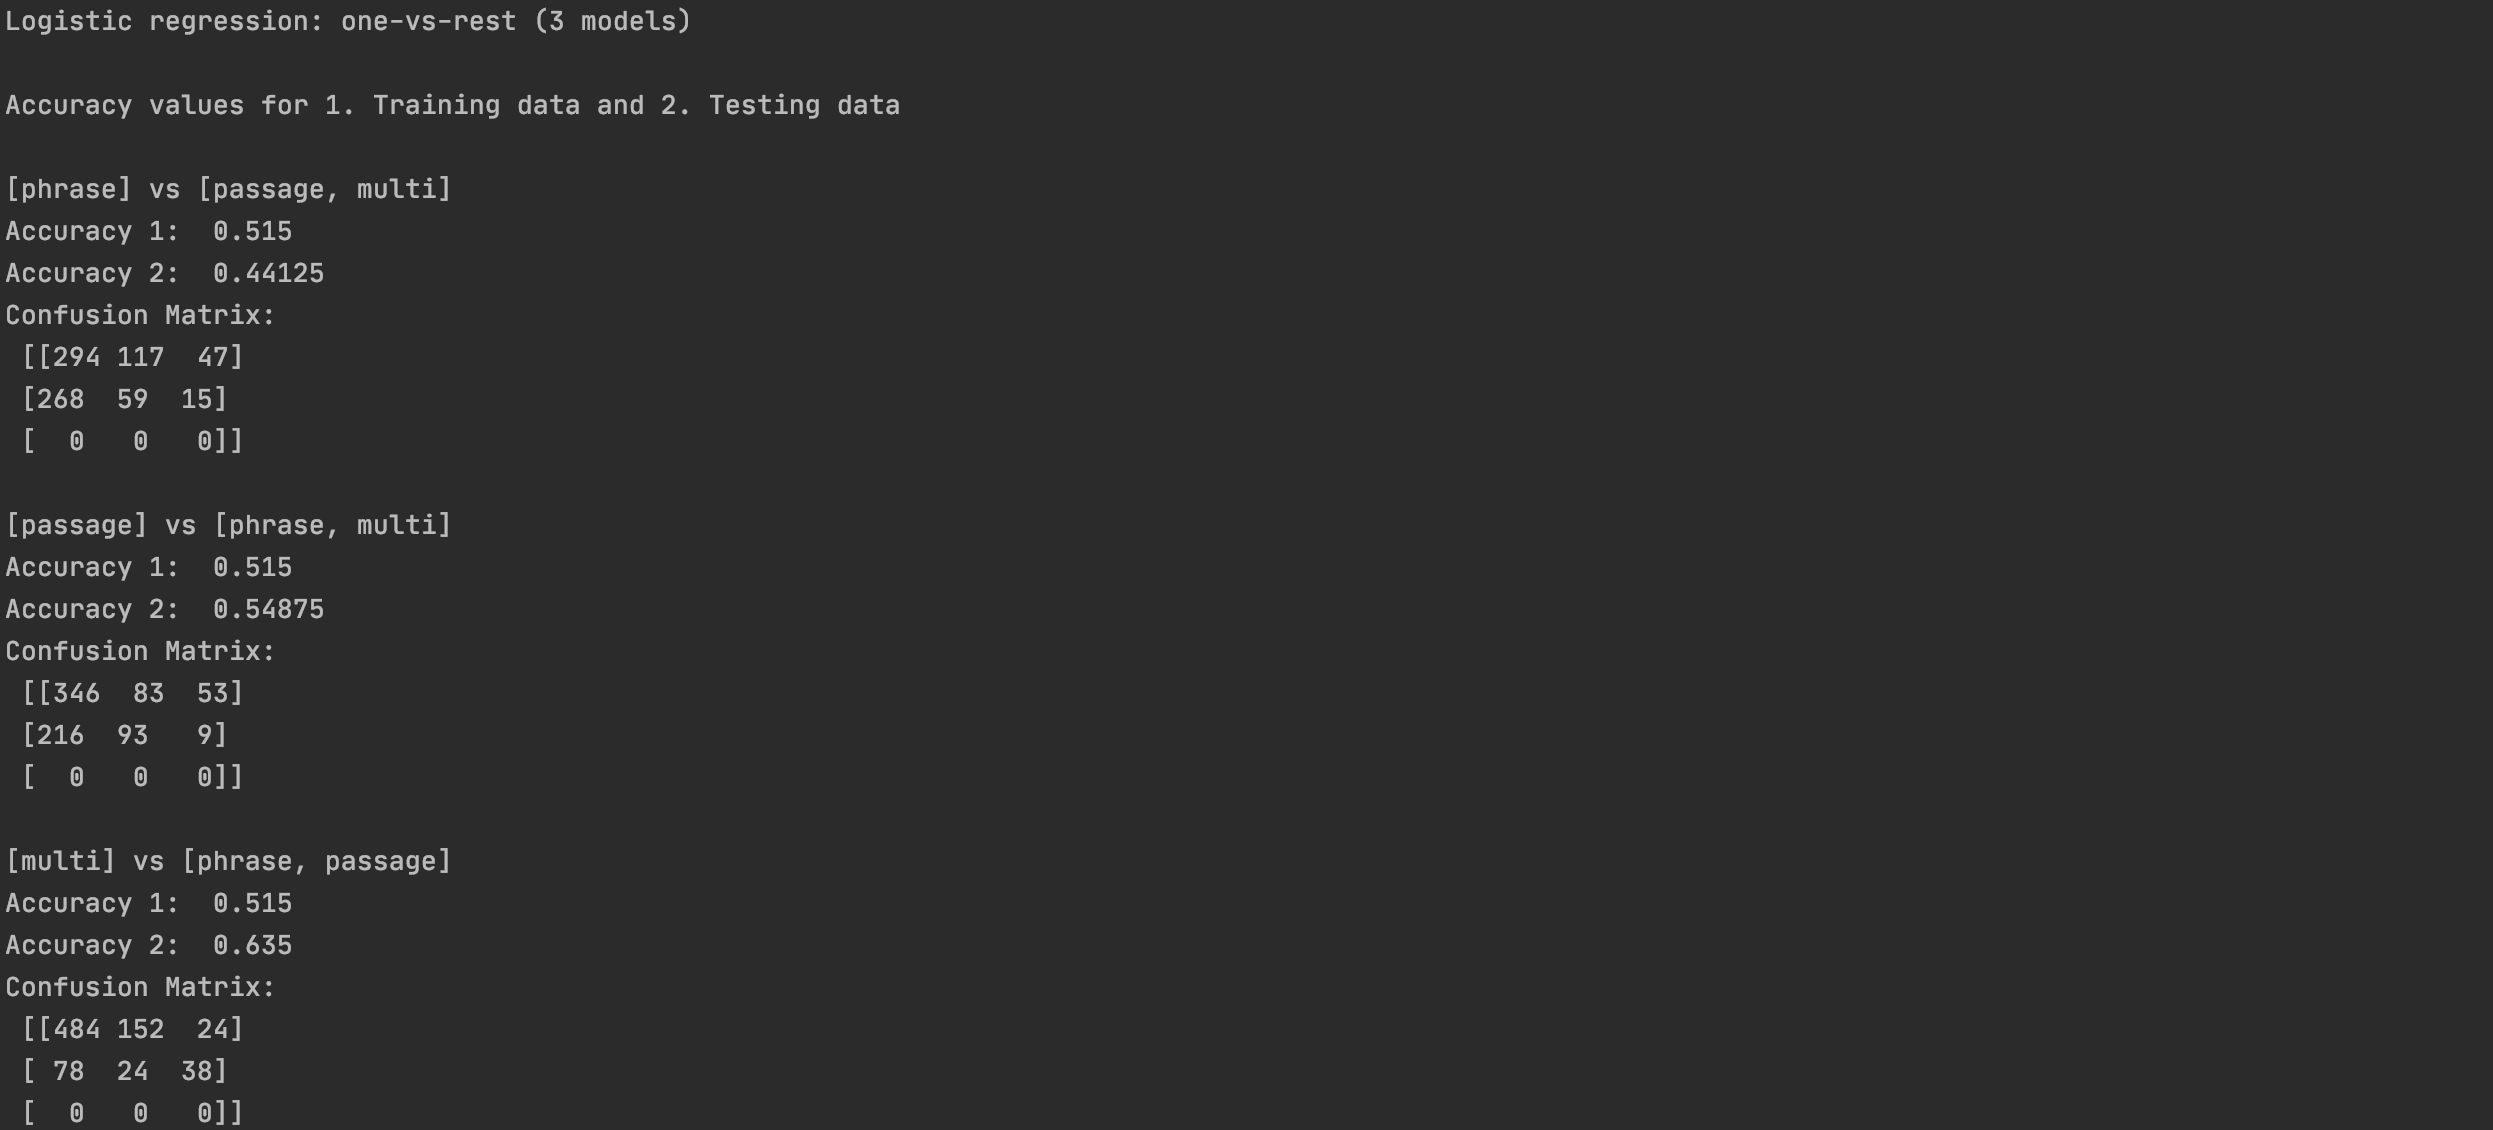 Logistic regression: one-vs-rest (3 models)
Accuracy values for 1. Training data and 2. Testing data
[phrase] vs [passage, multi]
Accuracy 1:  0.515
Accuracy 2:  0.44125
Confusion Matrix:
 [[294 117  47]
 [268  59  15]
 [  0   0   0]]
[passage] vs [phrase, multi]
Accuracy 1:  0.515
Accuracy 2:  0.54875
Confusion Matrix:
 [[346  83  53]
 [216  93   9]
 [  0   0   0]]
[multi] vs [phrase, passage]
Accuracy 1:  0.515
Accuracy 2:  0.635
Confusion Matrix:
 [[484 152  24]
 [ 78  24  38]
 [  0   0   0]]